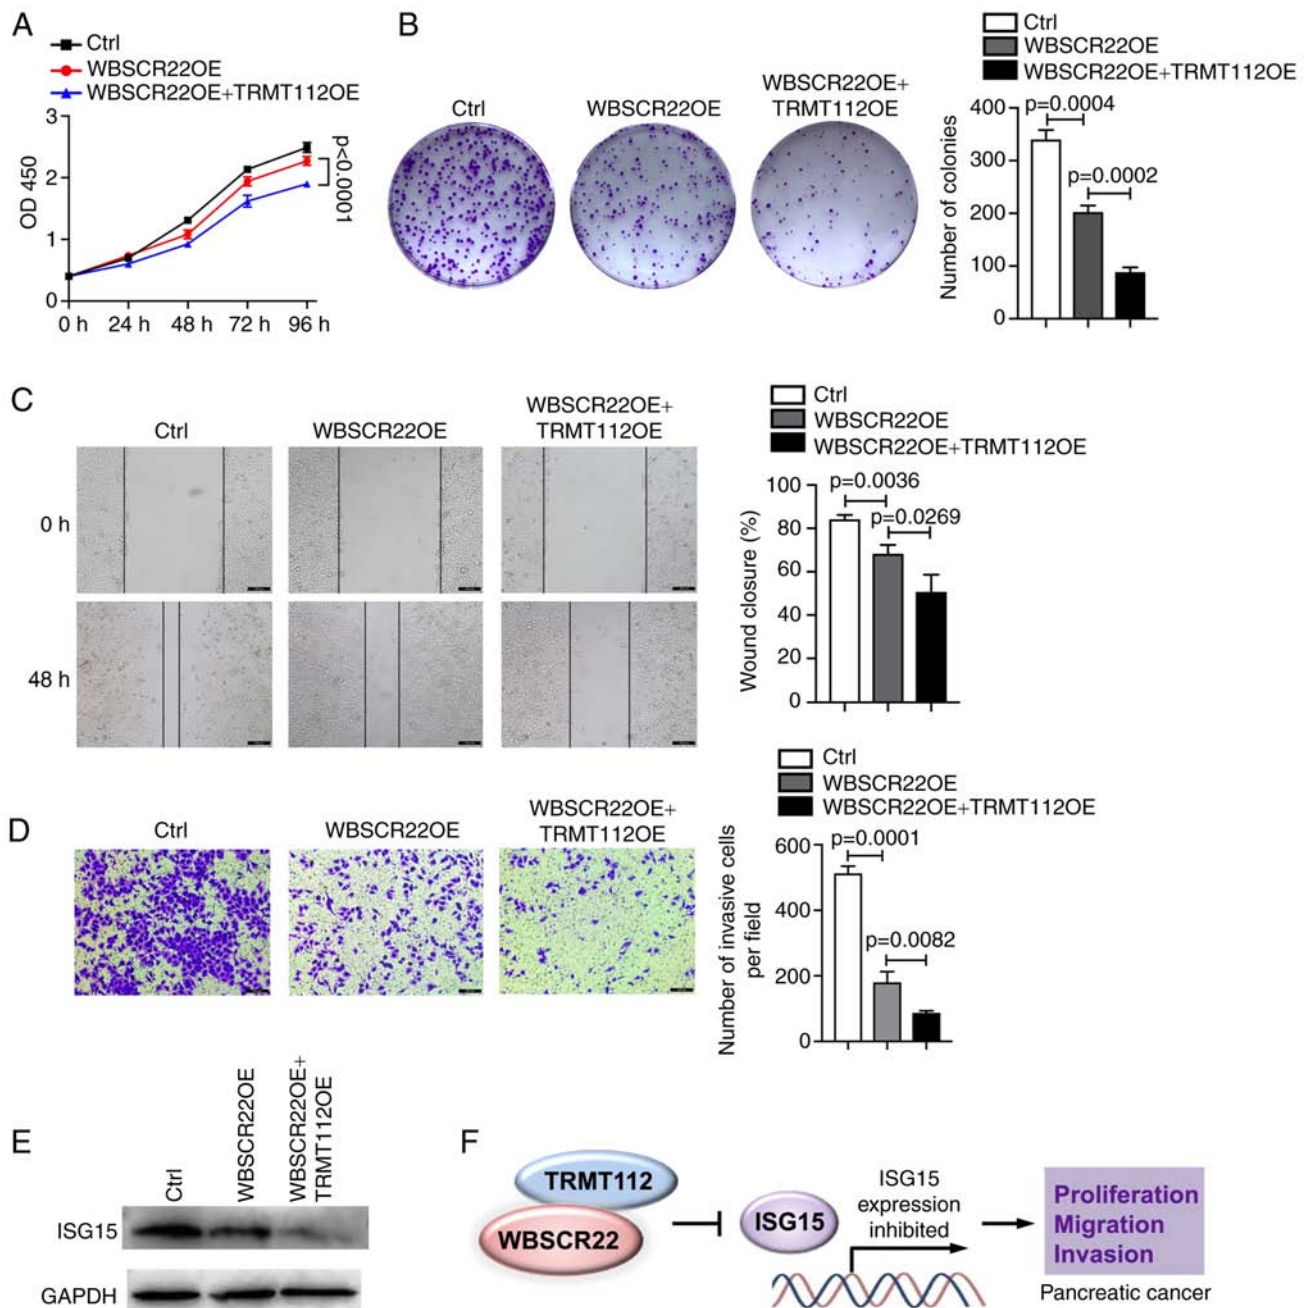 A
Ctrl
WBSCR22OE
WBSCR22OE+TRMT112OE
3
2
1
0
OD 450
0 h 24 h 48 h 72 h 96 h
p<0.0001
B
Ctrl
WBSCR22OE
WBSCR22OE+
TRMT112OE
Ctrl
WBSCR22OE
WBSCR22OE+TRMT112OE
Number of colonies
400
300
200
100
0
p=0.0004
p=0.0002
C
Ctrl
WBSCR22OE
WBSCR22OE+
TRMT112OE
0 h
48 h
Ctrl
WBSCR22OE
WBSCR22OE+TRMT112OE
Wound closure (%)
100
80
60
40
20
0
p=0.0036
p=0.0269
D
Ctrl
WBSCR22OE
WBSCR22OE+
TRMT112OE
Ctrl
WBSCR22OE
WBSCR22OE+TRMT112OE
Number of invasive cells
per field
600
400
200
0
p=0.0001
p=0.0082
E
Ctrl
WBSCR22OE
WBSCR22OE+
TRMT112OE
ISG15
GAPDH
F
TRMT112
WBSCR22
ISG15
ISG15
expression
inhibited
Proliferation
Migration
Invasion
Pancreatic cancer